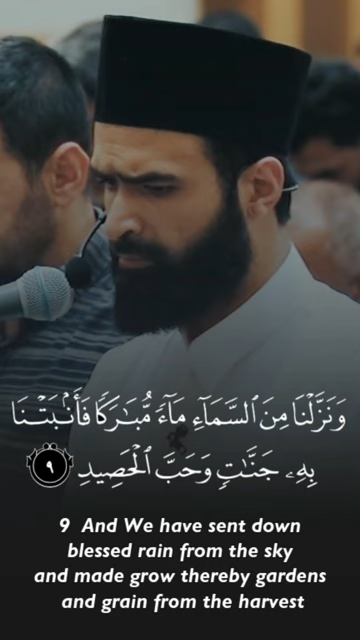 وَنَزَّلْنَا مِنَ ٱلسَّمَآءِ مَآءً مُّبَـٰرَكًا فَأَنۢبَتْنَا
بِهِۦ جَنَّـٰتٍ وَحَبَّ ٱلْحَصِيدِ ٩
9 And We have sent down
blessed rain from the sky
and made grow thereby gardens
and grain from the harvest